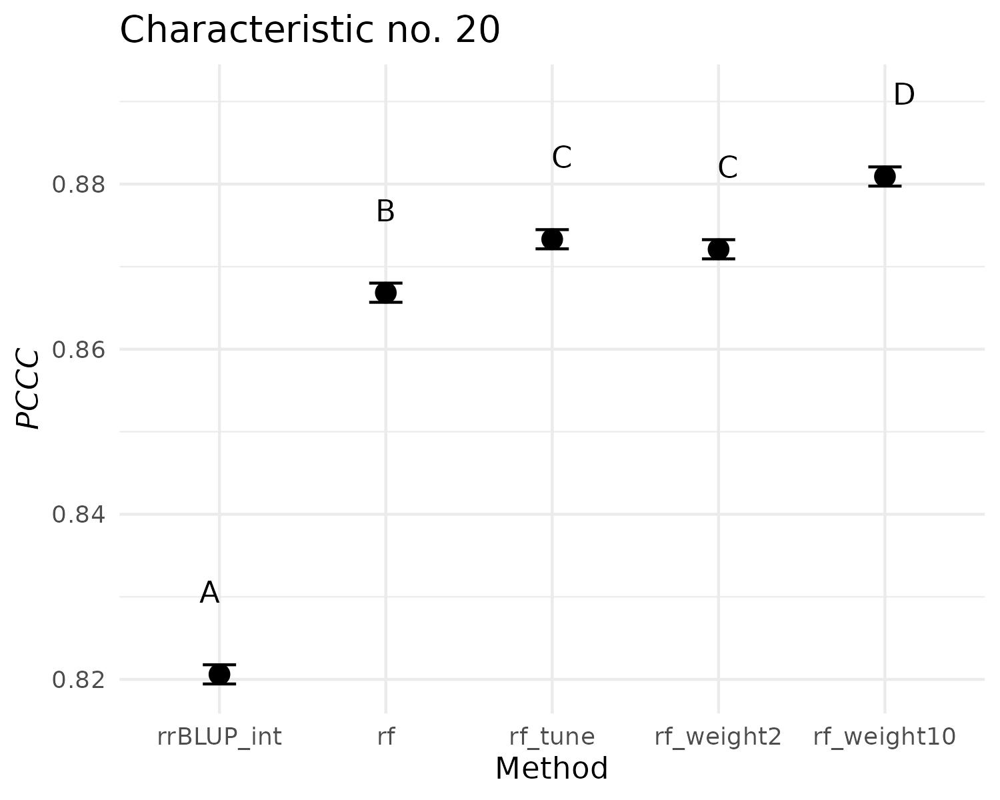 Characteristic no. 20
D
C
C
0.88
B
0.86
PCCC
0.84
A
0.82
rrBLUP_int rf rf_tune rf_weight2 rf_weight10
Method